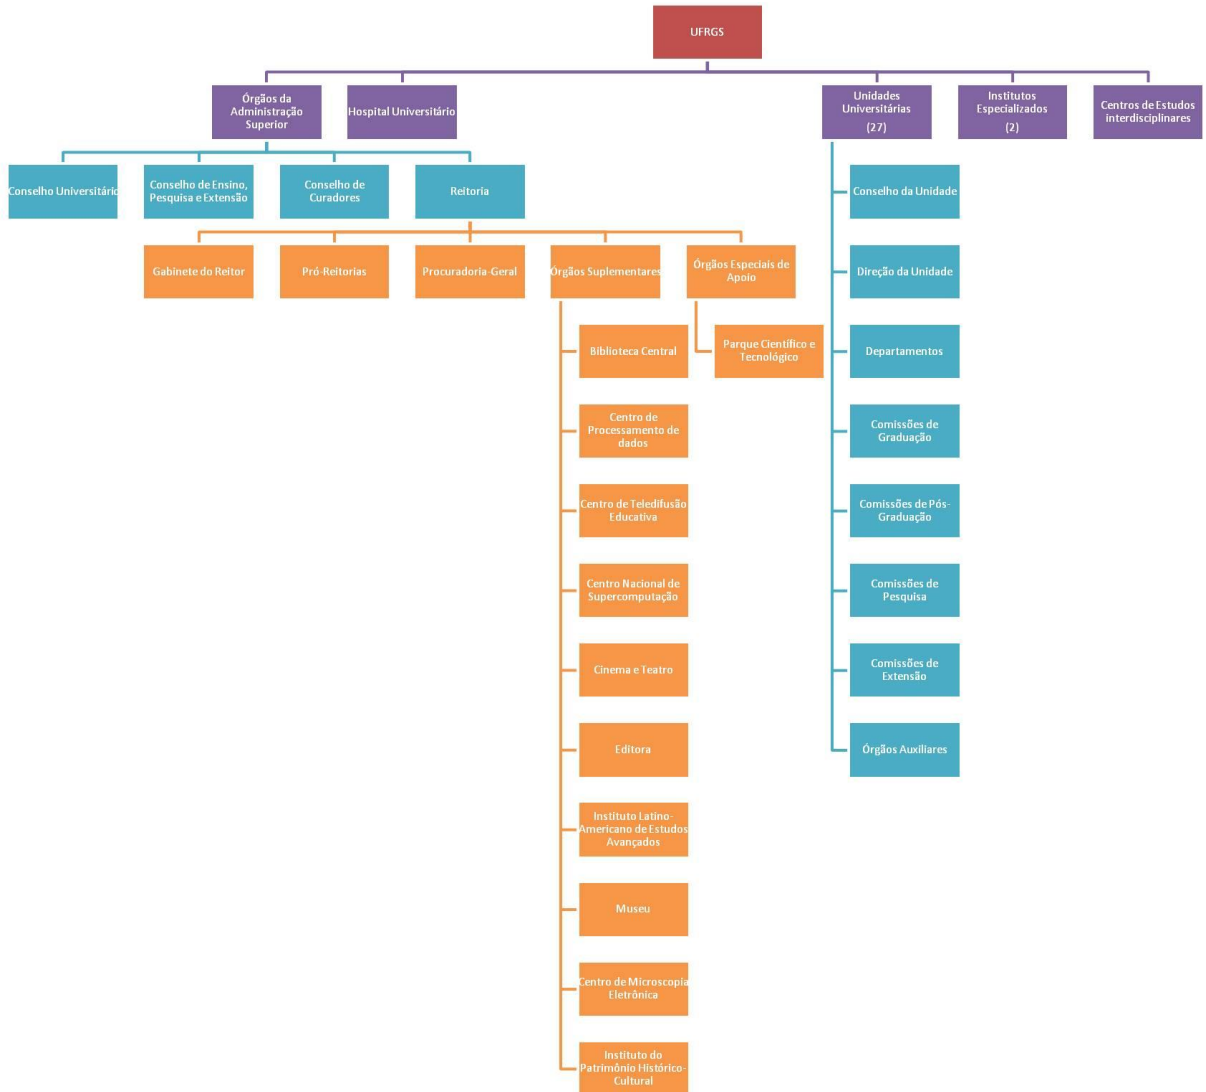 UFRGS
Órgãos da
Administração
Superior
Hospital Universitário
Unidades
Universitárias
(27)
Institutos
Especializados
(2)
Centros de Estudos
interdisciplinares
Conselho Universitário
Conselho de Ensino,
Pesquisa e Extensão
Conselho de
Curadores
Reitoria
Conselho da Unidade
Gabinete do Reitor
Pró-Reitorias
Procuradoria-Geral
Órgãos Suplementares
Órgãos Especiais de
Apoio
Direção da Unidade
Biblioteca Central
Parque Científico e
Tecnológico
Departamentos
Centro de
Processamento de
dados
Comissões de
Graduação
Centro de Teledifusão
Educativa
Comissões de Pós-
Graduação
Centro Nacional de
Supercomputação
Comissões de
Pesquisa
Cinema e Teatro
Comissões de
Extensão
Editora
Órgãos Auxiliares
Instituto Latino-
Americano de Estudos
Avançados
Museu
Centro de Microscopia
Eletrônica
Instituto do
Patrimônio Histórico-
Cultural